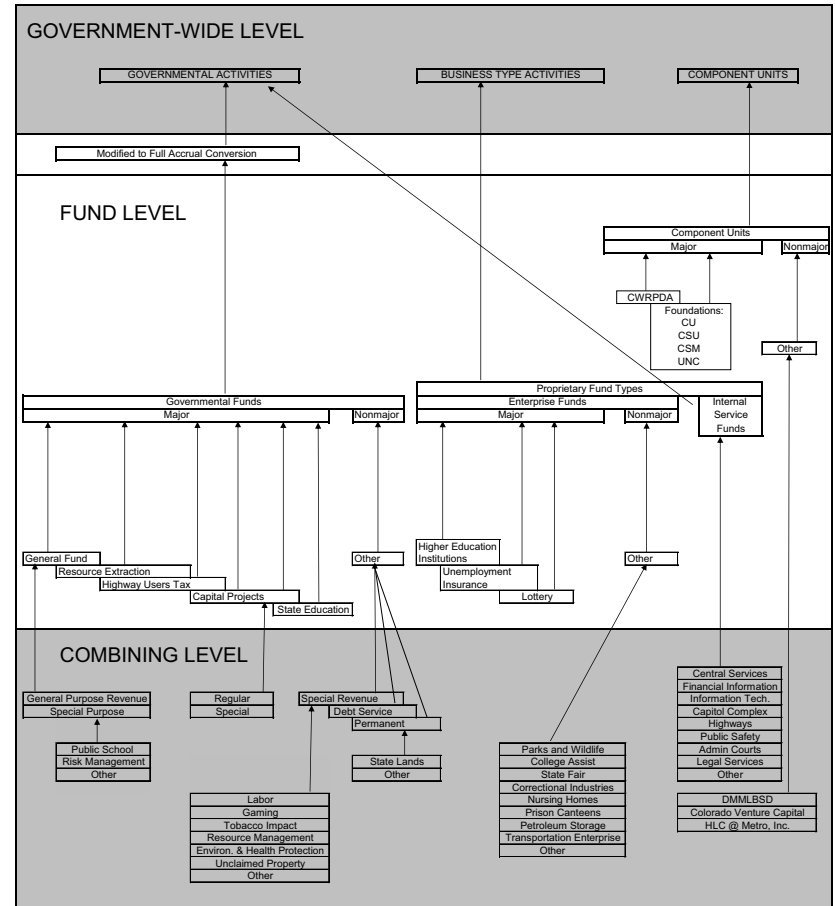 GOVERNMENT-WIDE LEVEL
GOVERNMENTAL ACTIVITIES
BUSINESS TYPE ACTIVITIES
COMPONENT UNITS
Modified to Full Accrual Conversion
FUND LEVEL
Component Units
Major
Nonmajor
CWRPDA
Foundations:
CU
CSU
CSM
UNC
Other
Proprietary Fund Types
Governmental Funds
Major
Nonmajor
Enterprise Funds
Major
Nonmajor
Internal
Service
Funds
General Fund
Resource Extraction
Highway Users Tax
Capital Projects
State Education
Other
Higher Education
Institutions
Unemployment
Insurance
Lottery
Other
COMBINING LEVEL
General Purpose Revenue
Special Purpose
Public School
Risk Management
Other
Regular
Special
Special Revenue
Debt Service
Permanent
State Lands
Other
Labor
Gaming
Tobacco Impact
Resource Management
Environ. & Health Protection
Unclaimed Property
Other
Parks and Wildlife
College Assist
State Fair
Correctional Industries
Nursing Homes
Prison Canteens
Petroleum Storage
Transportation Enterprise
Other
Central Services
Financial Information
Information Tech.
Capitol Complex
Highways
Public Safety
Admin Courts
Legal Services
Other
DMMLBSD
Colorado Venture Capital
HLC @ Metro, Inc.